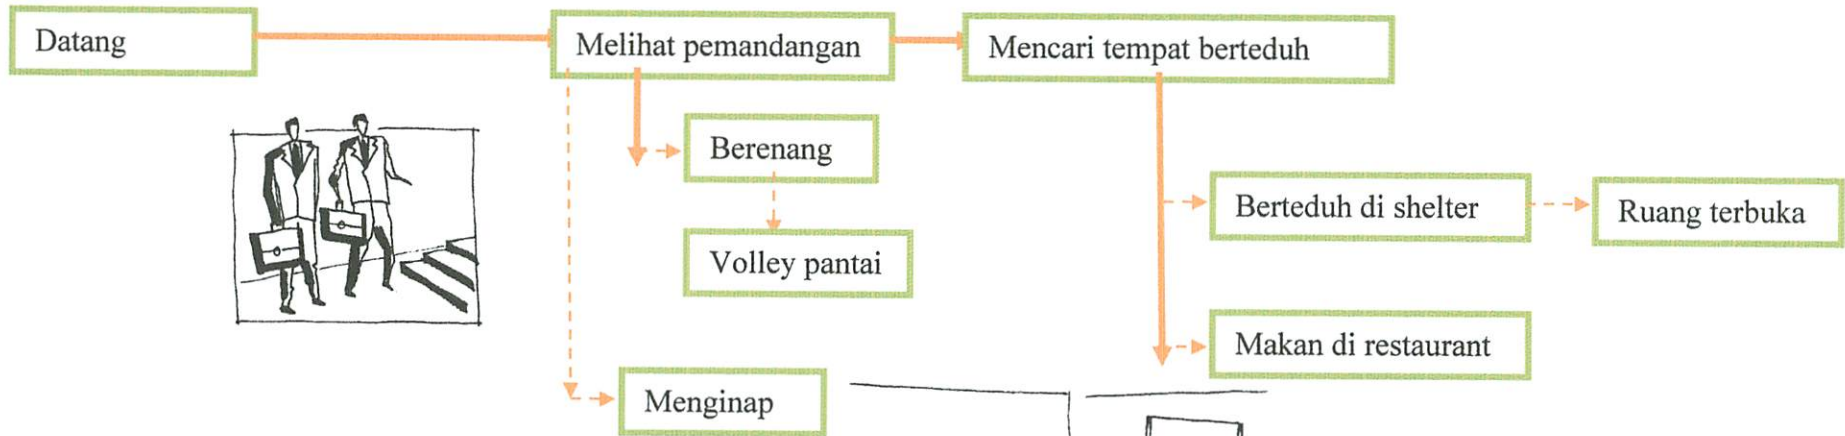 Datang
Melihat pemandangan
Mencari tempat berteduh
Berenang
Volley pantai
Berteduh di shelter
Ruang terbuka
Makan di restaurant
Menginap